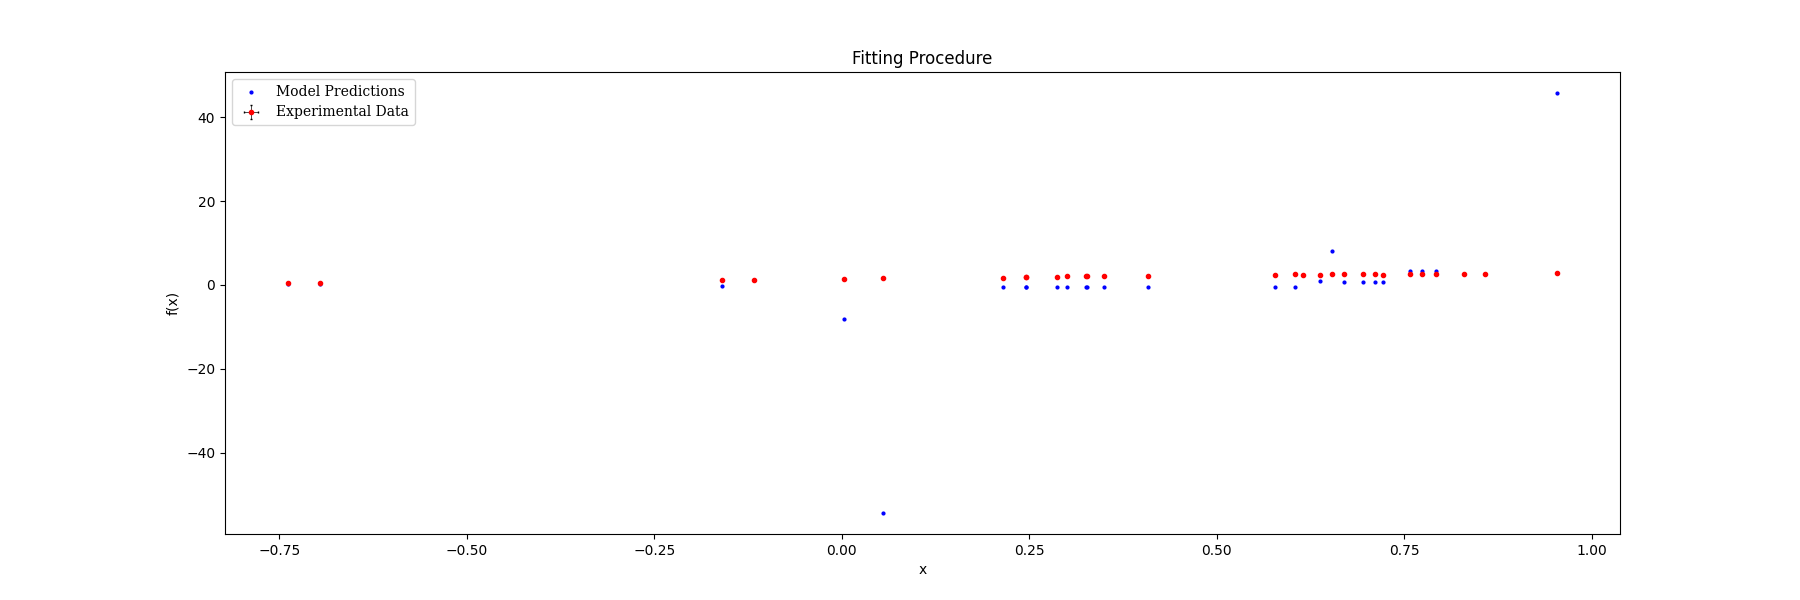 Fitting Procedure
Model Predictions
Experimental Data
f(x)
40
20
0
−20
−40
−0.75
−0.50
−0.25
0.00
0.25
0.50
0.75
1.00
x